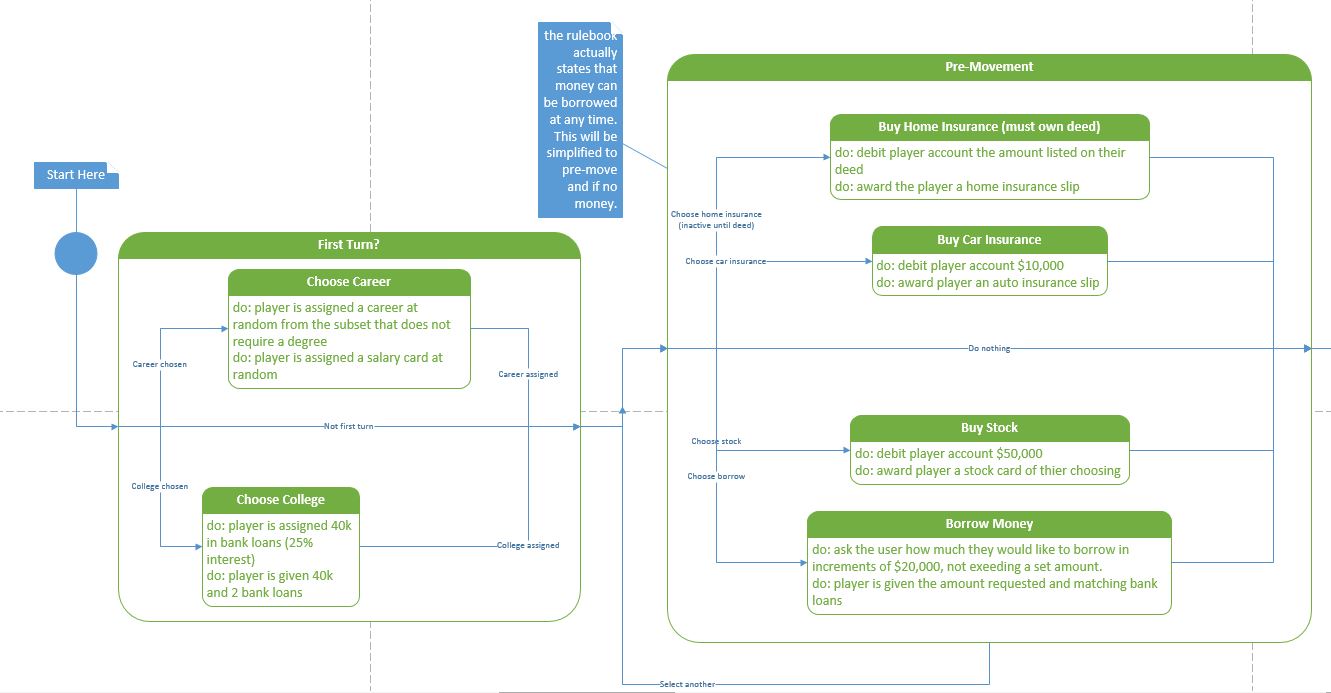 Start Here
First Turn?
Choose Career
do: player is assigned a career at
random from the subset that does not
require a degree
do: player is assigned a salary card at
random
Career chosen
Career assigned
Not first turn
College chosen
Choose College
do: player is assigned 40k
in bank loans (25%
interest)
do: player is given 40k
and 2 bank loans
College assigned
the rulebook
actually
states that
money can
be borrowed
at any time.
This will be
simplified to
pre-move
and if no
money.
Pre-Movement
Buy Home Insurance (must own deed)
do: debit player account the amount listed on their
deed
do: award the player a home insurance slip
Choose home insurance
(inactive until deed)
Buy Car Insurance
do: debit player account $10,000
do: award player an auto insurance slip
Choose car insurance
Do nothing
Buy Stock
do: debit player account $50,000
do: award player a stock card of thier choosing
Choose stock
Choose borrow
Borrow Money
do: ask the user how much they would like to borrow in
increments of $20,000, not exeeding a set amount.
do: player is given the amount requested and matching bank
loans
Select another